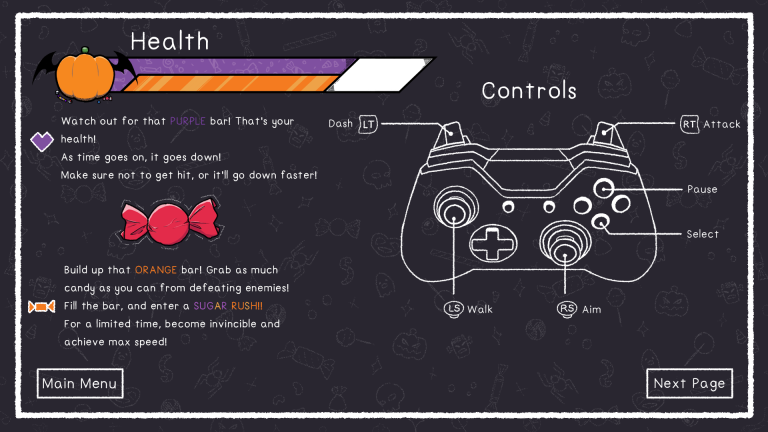 Health
Watch out for that PURPLE bar! That's your
health!
As time goes on, it goes down!
Make sure not to get hit, or it'll go down faster!
Build up that ORANGE bar! Grab as much
candy as you can from defeating enemies!
Fill the bar, and enter a SUGAR RUSH!!
For a limited time, become invincible and
achieve max speed!
Controls
Dash LT
RT Attack
Pause
Select
LS Walk
RS Aim
Main Menu
Next Page